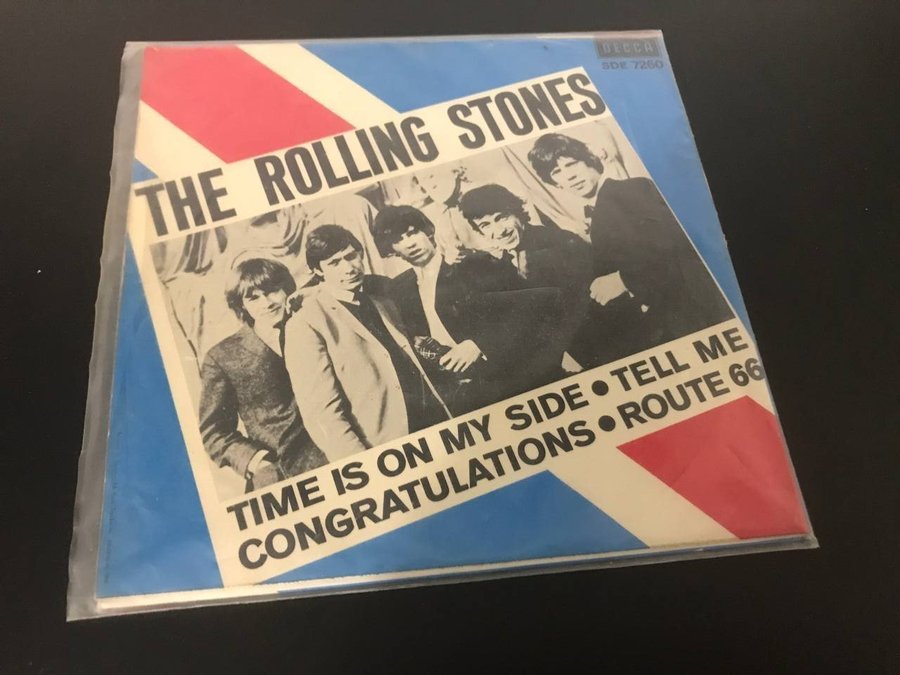 DECCA
SDE 7260
THE ROLLING STONES
TIME IS ON MY SIDE • TELL ME
CONGRATULATIONS • ROUTE 66